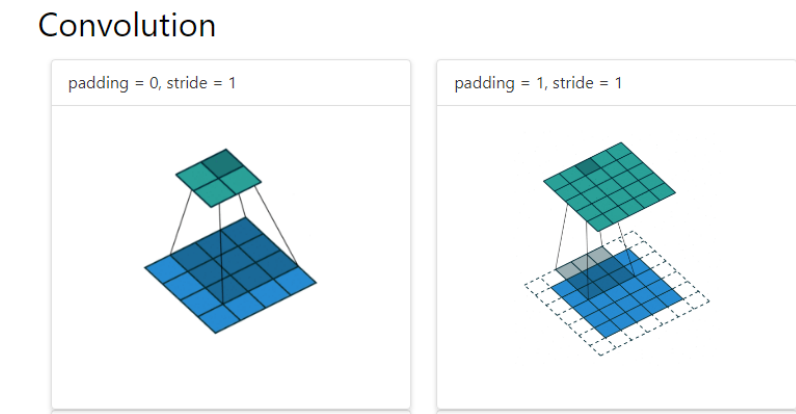 Convolution
padding = 0, stride = 1
padding = 1, stride = 1